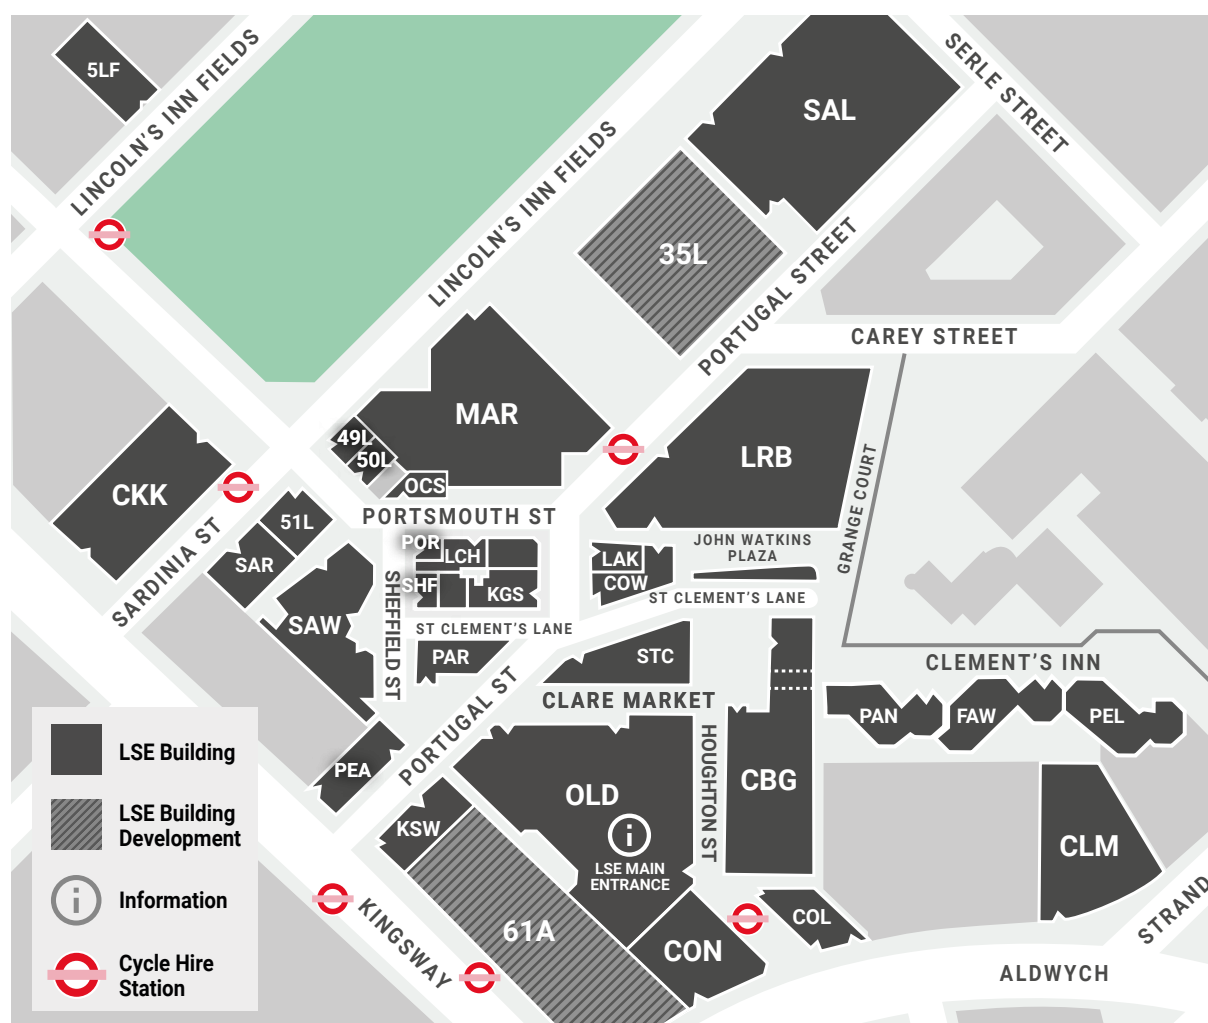 5LF
LINCOLN'S INN FIELDS
SAL
SERLE STREET
LINCOLN'S INN FIELDS
35L
PORTUGAL STREET
CAREY STREET
MAR
49L
50L
OCS
LRB
GRANGE COURT
CKK
SARDINIA ST
51L
SAR
PORTSMOUTH ST
POR
LCH
SHF
KGS
SHEFFIELD ST
LAK
COW
JOHN WATKINS
PLAZA
ST CLEMENT'S LANE
SAW
ST CLEMENT'S LANE
PAR
STC
CLARE MARKET
CLEMENT'S INN
PAN
FAW
PEL
PORTUGAL ST
PEA
HOUGHTON ST
OLD
CBG
KSW
LSE MAIN
ENTRANCE
CLM
61A
CON
COL
KINGSWAY
ALDWYCH
STRAND
LSE Building
LSE Building
Development
Information
Cycle Hire
Station